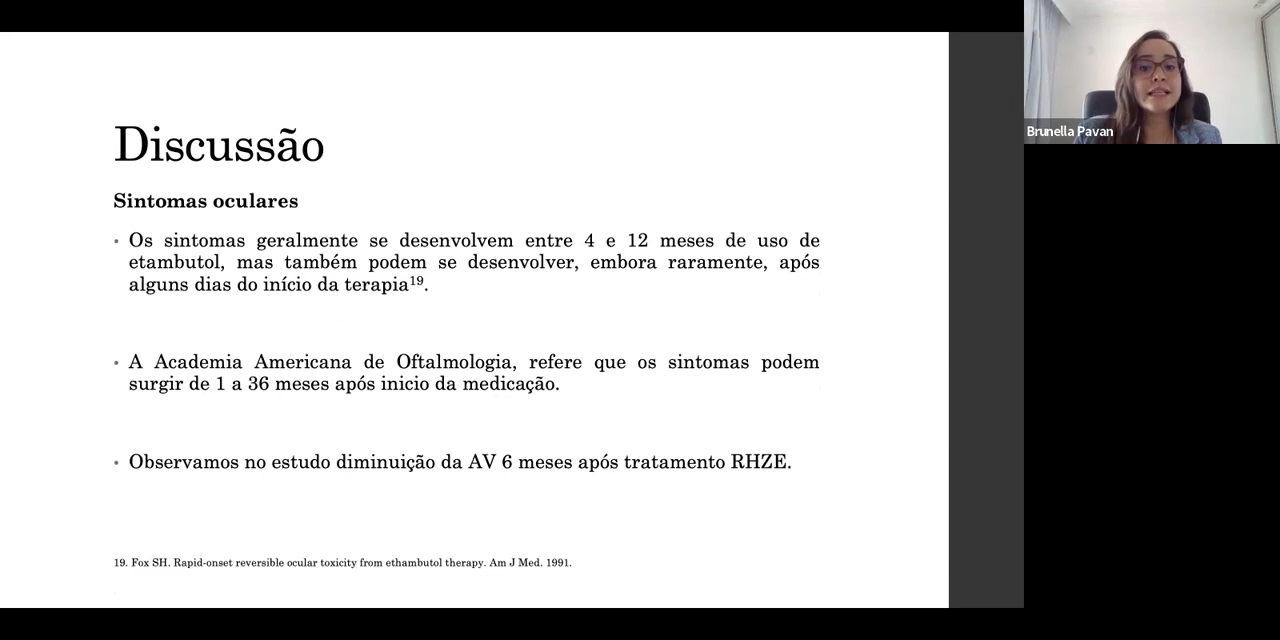 Discussão
Sintomas oculares
• Os sintomas geralmente se desenvolvem entre 4 e 12 meses de uso de
etambutol, mas também podem se desenvolver, embora raramente, após
alguns dias do início da terapia¹⁹.
• A Academia Americana de Oftalmologia, refere que os sintomas podem
surgir de 1 a 36 meses após inicio da medicação.
• Observamos no estudo diminuição da AV 6 meses após tratamento RHZE.
19. Fox SH. Rapid-onset reversible ocular toxicity from ethambutol therapy. Am J Med. 1991.
Brunella Pavan